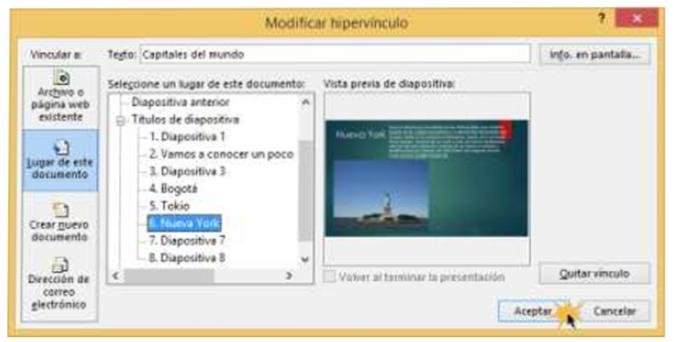 Modificar hipervínculo
?
Vincular a:
Texto: Capitales del mundo
Info. en pantalla...
Archivo o
página web
existente
Lugar de este
documento
Crear nuevo
documento
Dirección de
correo
electrónico
Seleccione un lugar de este documento:
Diapositiva anterior
Títulos de diapositiva
1. Diapositiva 1
2. Vamos a conocer un poco
3. Diapositiva 3
4. Bogotá
5. Tokio
6. Nueva York
7. Diapositiva 7
8. Diapositiva 8
Vista previa de diapositiva:
Nueva York
Volver al terminar la presentación
Quitar vínculo
Aceptar
Cancelar